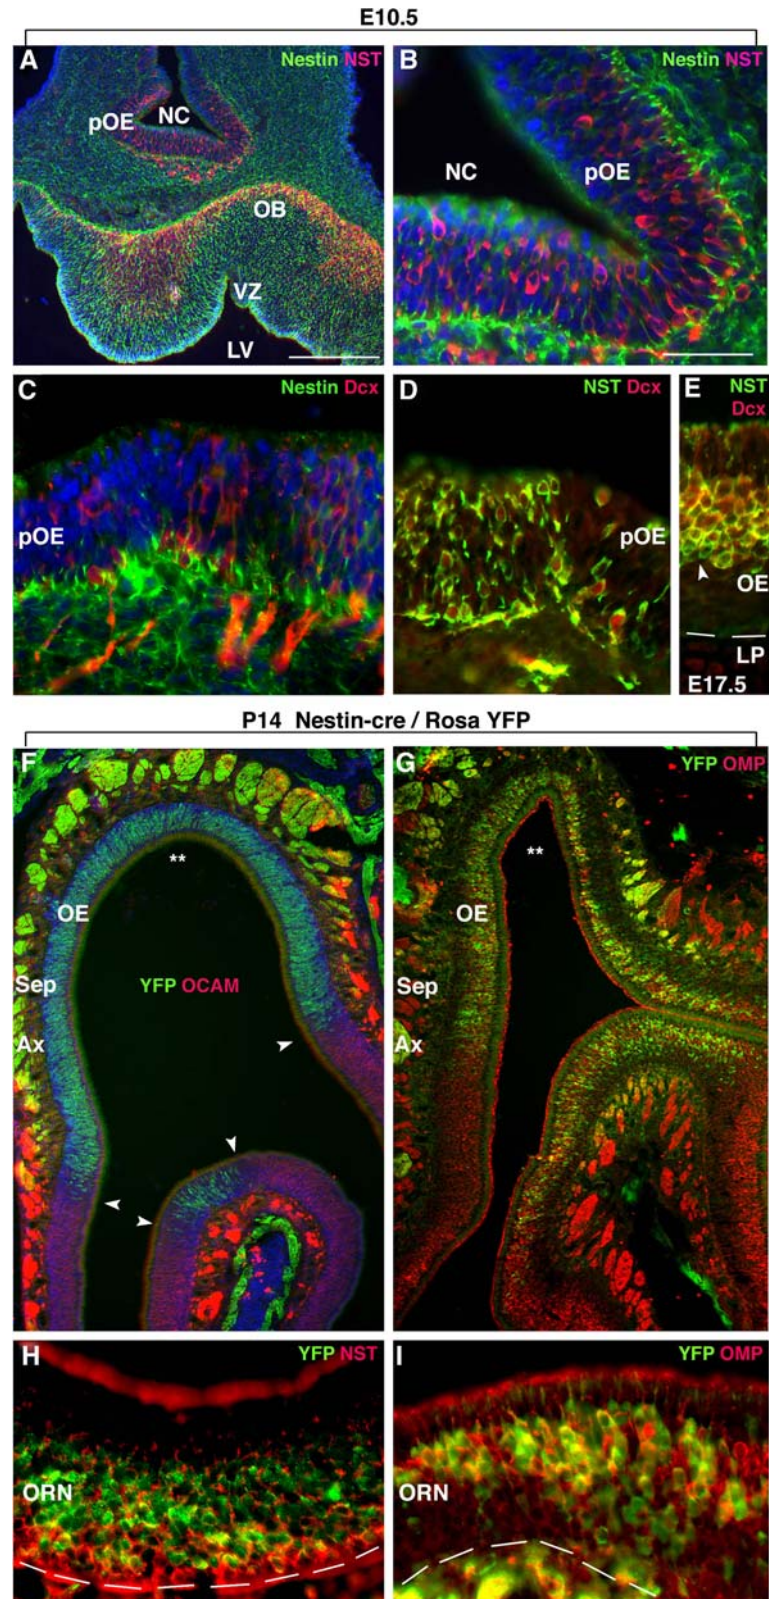 E10.5
A
Nestin NST
pOE
NC
OB
VZ
LV
B
Nestin NST
NC
pOE
C
Nestin Dcx
pOE
D
NST Dcx
pOE
E
NST
Dcx
OE
LP
E17.5
P14 Nestin-cre / Rosa YFP
F
**
OE
YFP OCAM
Sep
Ax
G
YFP OMP
**
OE
Sep
Ax
H
YFP NST
ORN
I
YFP OMP
ORN